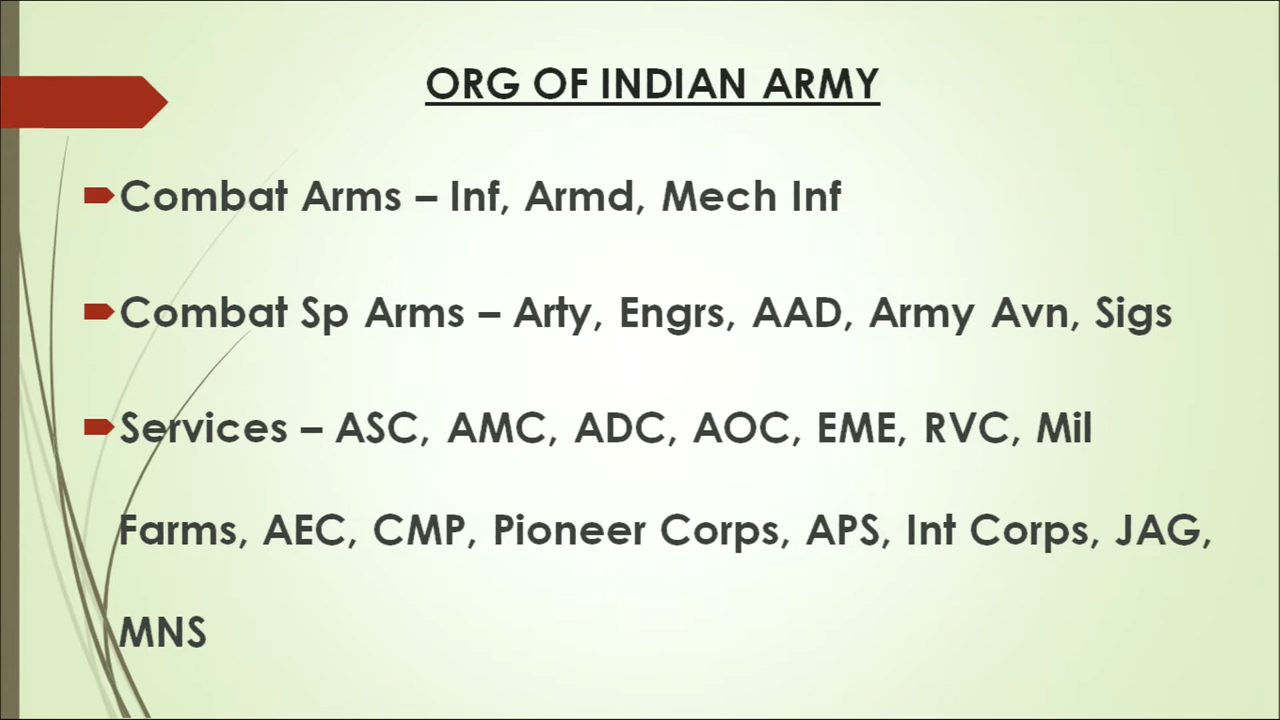 ORG OF INDIAN ARMY
Combat Arms – Inf, Armd, Mech Inf
Combat Sp Arms – Arty, Engrs, AAD, Army Avn, Sigs
Services – ASC, AMC, ADC, AOC, EME, RVC, Mil
Farms, AEC, CMP, Pioneer Corps, APS, Int Corps, JAG,
MNS